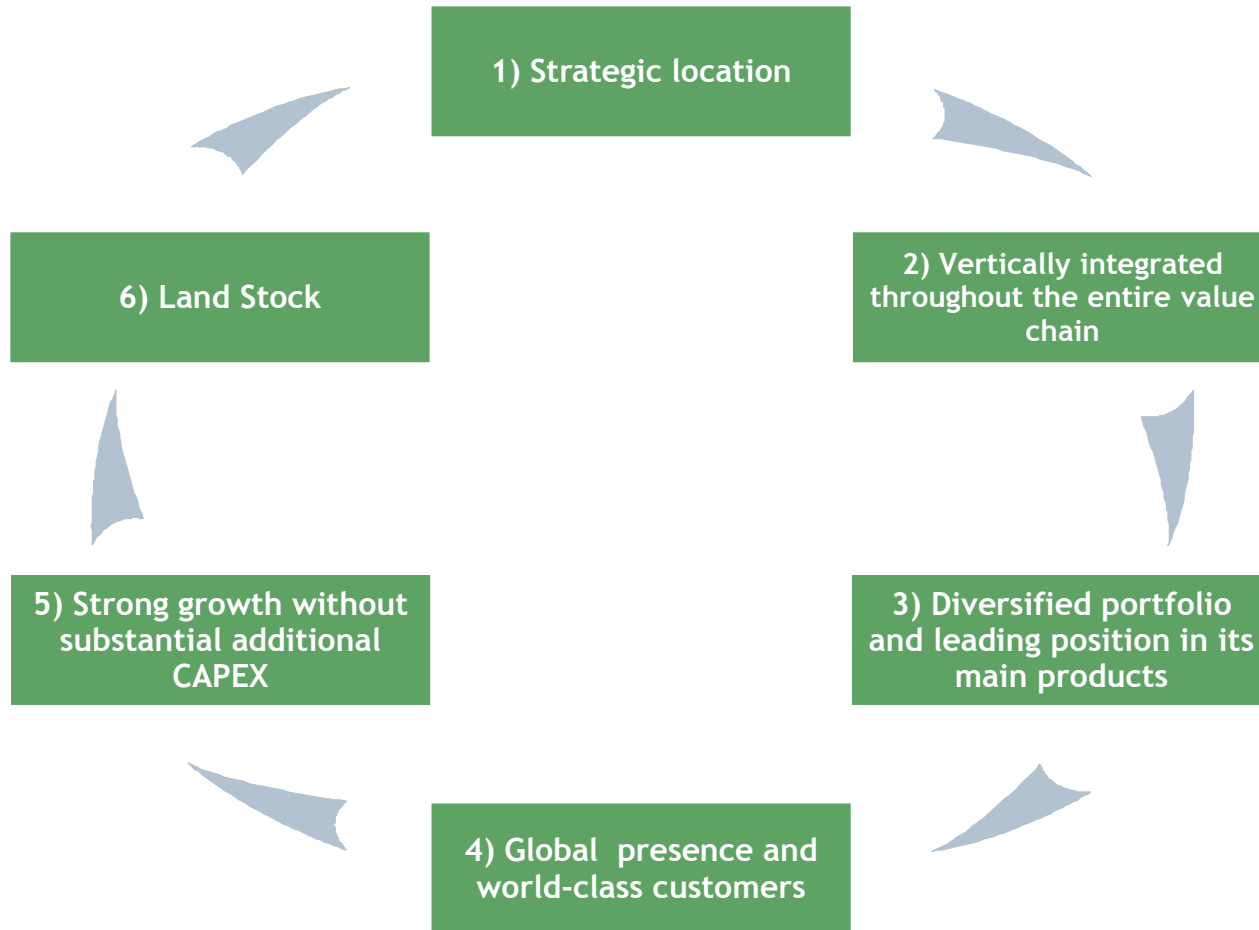 1) Strategic location
2) Vertically integrated
throughout the entire value
chain
3) Diversified portfolio
and leading position in its
main products
4) Global  presence and
world-class customers
5) Strong growth without
substantial additional
CAPEX
6) Land Stock